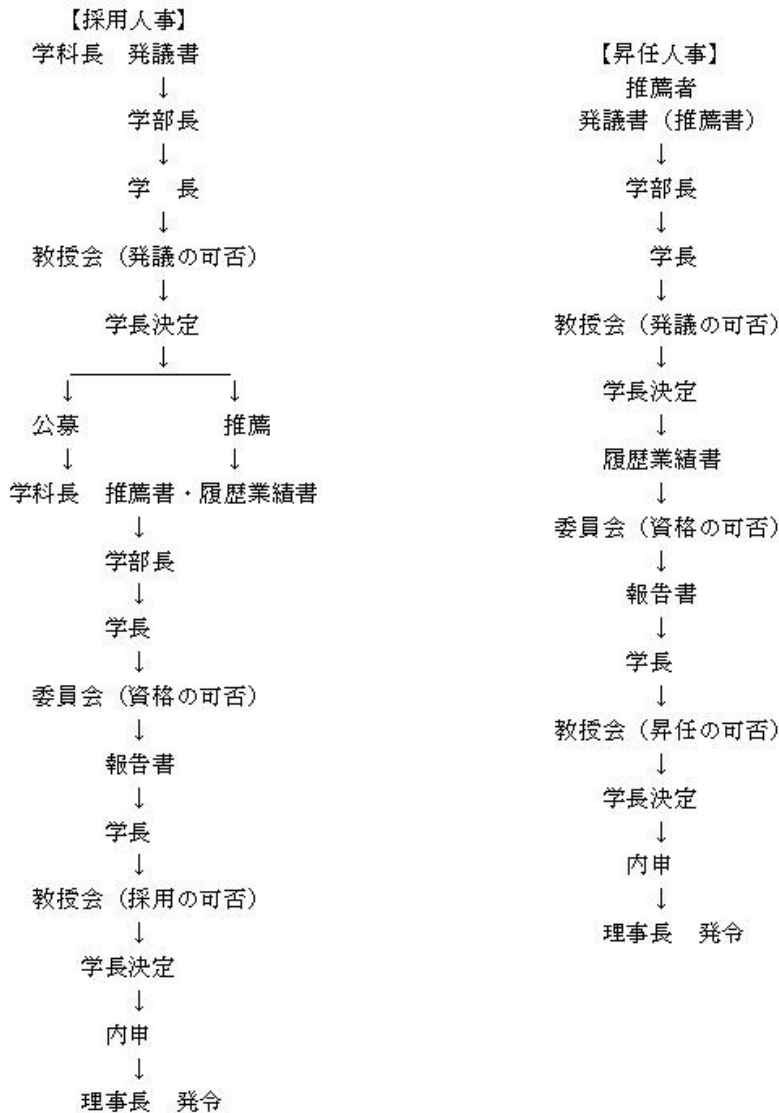 【採用人事】
学科長　発議書
↓
学部長
↓
学　長
↓
教授会（発議の可否）
↓
学長決定
↓
↓　↓
公募　推薦
↓　↓
学科長　推薦書・履歴業績書
↓
学部長
↓
学長
↓
委員会（資格の可否）
↓
報告書
↓
学長
↓
教授会（採用の可否）
↓
学長決定
↓
内申
↓
理事長　発令
【昇任人事】
推薦者
発議書（推薦書）
↓
学部長
↓
学長
↓
教授会（発議の可否）
↓
学長決定
↓
履歴業績書
↓
委員会（資格の可否）
↓
報告書
↓
学長
↓
教授会（昇任の可否）
↓
学長決定
↓
内申
↓
理事長　発令